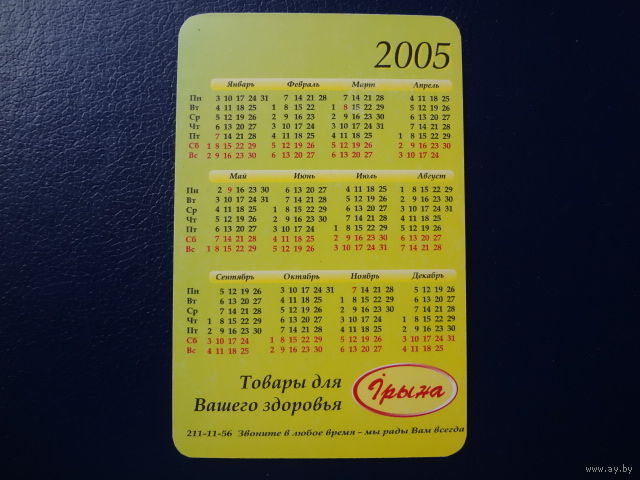 2005
Январь Февраль Март Апрель
Пн 3 10 17 24 31 7 14 21 28 7 14 21 28 4 11 18 25
Вт 4 11 18 25 1 8 15 22 1 8 15 22 29 5 12 19 26
Ср 5 12 19 26 2 9 16 23 2 9 16 23 30 6 13 20 27
Чт 6 13 20 27 3 10 17 24 3 10 17 24 31 7 14 21 28
Пт 7 14 21 28 4 11 18 25 4 11 18 25 1 8 15 22 29
Сб 1 8 15 22 29 5 12 19 26 5 12 19 26 2 9 16 23 30
Вс 2 9 16 23 30 6 13 20 27 6 13 20 27 3 10 17 24
Май Июнь Июль Август
Пн 2 9 16 23 30 6 13 20 27 4 11 18 25 1 8 15 22 29
Вт 3 10 17 24 31 7 14 21 28 5 12 19 26 2 9 16 23 30
Ср 4 11 18 25 1 8 15 22 29 6 13 20 27 3 10 17 24 31
Чт 5 12 19 26 2 9 16 23 30 7 14 21 28 4 11 18 25
Пт 6 13 20 27 3 10 17 24 1 8 15 22 29 5 12 19 26
Сб 7 14 21 28 4 11 18 25 2 9 16 23 30 6 13 20 27
Вс 1 8 15 22 29 5 12 19 26 3 10 17 24 31 7 14 21 28
Сентябрь Октябрь Ноябрь Декабрь
Пн 5 12 19 26 3 10 17 24 31 7 14 21 28 5 12 19 26
Вт 6 13 20 27 4 11 18 25 1 8 15 22 29 6 13 20 27
Ср 7 14 21 28 5 12 19 26 2 9 16 23 30 7 14 21 28
Чт 1 8 15 22 29 6 13 20 27 3 10 17 24 1 8 15 22 29
Пт 2 9 16 23 30 7 14 21 28 4 11 18 25 2 9 16 23 30
Сб 3 10 17 24 1 8 15 22 29 5 12 19 26 3 10 17 24 31
Вс 4 11 18 25 2 9 16 23 30 6 13 20 27 4 11 18 25
Товары для
Вашего здоровья
Iрына
211-11-56 Звоните в любое время - мы рады Вам всегда
www.ay.by